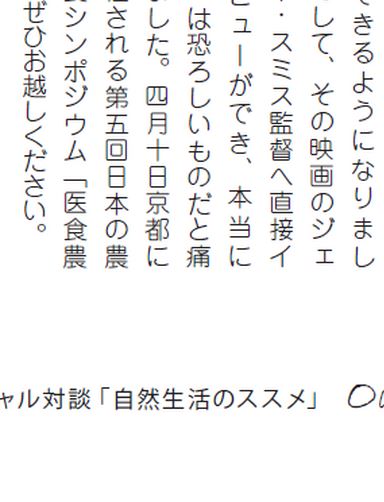 できるようになりまし
して、その映画のジェ
・スミス監督へ直接イ
ビューができ、本当に
は恐ろしいものだと痛
ました。四月十日京都に
される第五回日本の農
シンポジウム「医食農
ぜひお越しください。
ャル対談「自然生活のススメ」